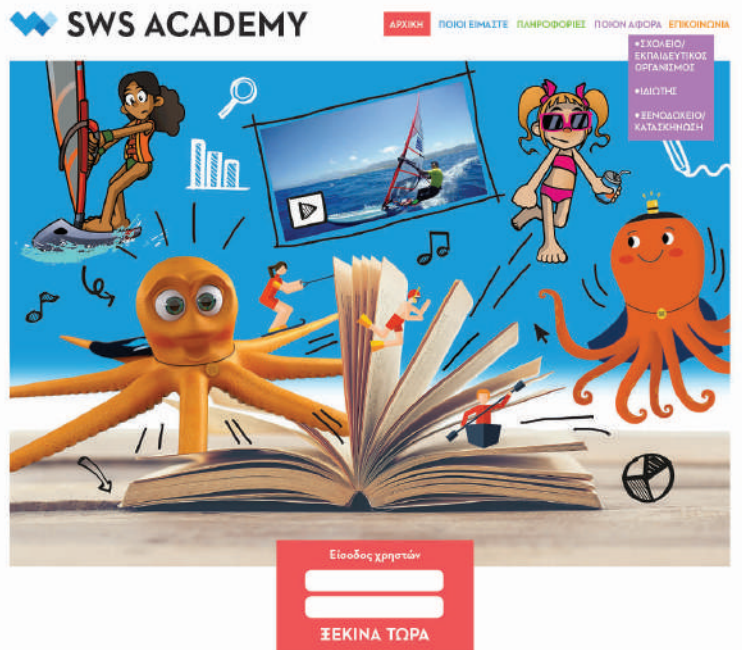 SWS ACADEMY
ΑΡΧΙΚΗ ΠΟΙΟΙ ΕΙΜΑΣΤΕ ΠΛΗΡΟΦΟΡΙΕΣ ΠΟΙΟΝ ΑΦΟΡΑ ΕΠΙΚΟΙΝΩΝΙΑ
•ΣΧΟΛΕΙΟ/
ΕΚΠΑΙΔΕΥΤΙΚΟΣ
ΟΡΓΑΝΙΣΜΟΣ
•ΙΔΙΩΤΗΣ
•ΞΕΝΟΔΟΧΕΙΟ/
ΚΑΤΑΣΚΗΝΩΣΗ
Είσοδος χρηστών
ΞΕΚΙΝΑ ΤΩΡΑ